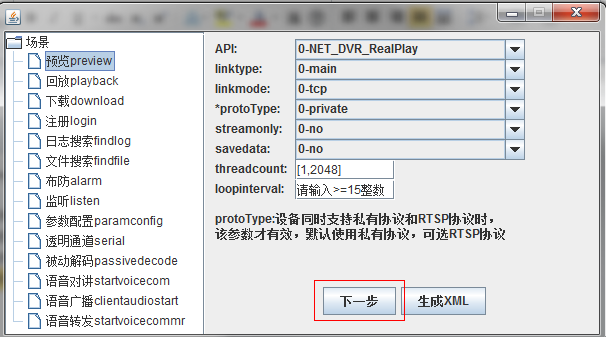 场景
预览preview
回放playback
下载download
注册login
日志搜索findlog
文件搜索findfile
布防alarm
监听listen
参数配置paramconfig
透明通道serial
被动解码passivedecode
语音对讲startvoicecom
语音广播clientaudiostart
语音转发startvoicecommr
API: 0-NET_DVR_RealPlay
linktype: 0-main
linkmode: 0-tcp
*protoType: 0-private
streamonly: 0-no
savedata: 0-no
threadcount: [1,2048]
loopinterval: 请输入>=15整数
protoType:设备同时支持私有协议和RTSP协议时,
该参数才有效，默认使用私有协议，可选RTSP协议
下一步 生成XML